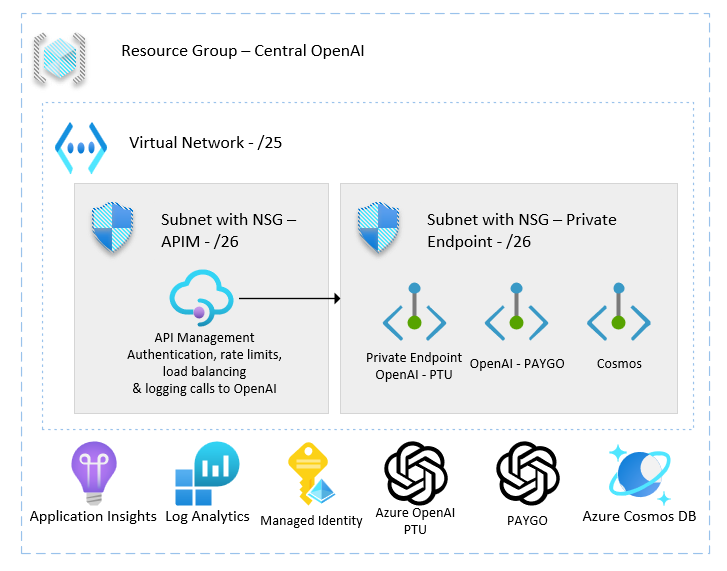 Resource Group – Central OpenAI
Virtual Network - /25
Subnet with NSG –
APIM - /26
Subnet with NSG – Private
Endpoint - /26
API Management
Authentication, rate limits,
load balancing
& logging calls to OpenAI
Private Endpoint
OpenAI - PTU
OpenAI - PAYGO
Cosmos
Application Insights
Log Analytics
Managed Identity
Azure OpenAI
PTU
PAYGO
Azure Cosmos DB